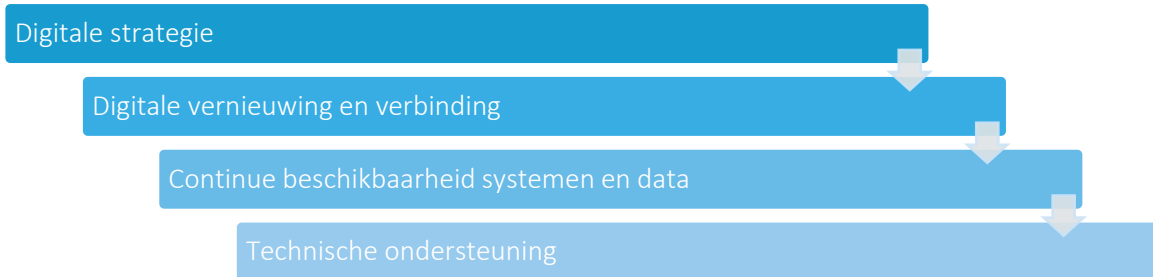 Digitale strategie
Digitale vernieuwing en verbinding
Continue beschikbaarheid systemen en data
Technische ondersteuning